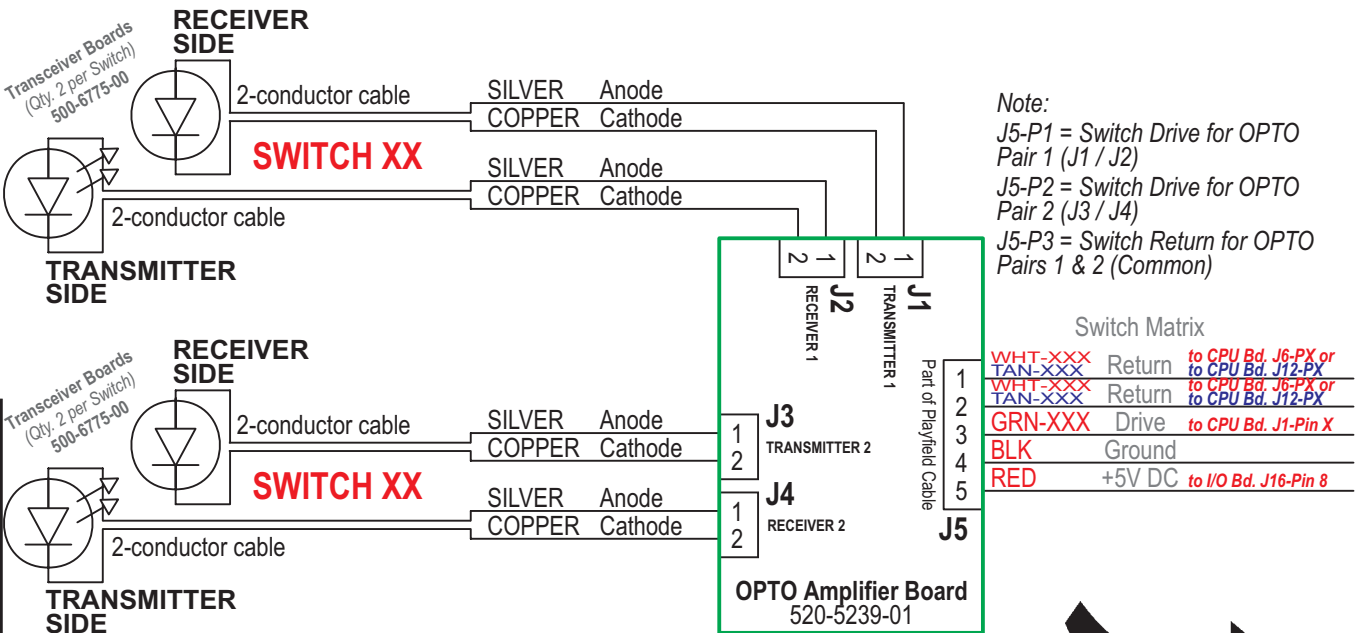 Transceiver Boards
(Qty. 2 per Switch)
500-6775-00
RECEIVER
SIDE
2-conductor cable
SILVER Anode
COPPER Cathode
SWITCH XX
SILVER Anode
COPPER Cathode
2-conductor cable
TRANSMITTER
SIDE
Note:
J5-P1 = Switch Drive for OPTO
Pair 1 (J1 / J2)
J5-P2 = Switch Drive for OPTO
Pair 2 (J3 / J4)
J5-P3 = Switch Return for OPTO
Pairs 1 & 2 (Common)
2 1
J2
RECEIVER 1
2 1
J1
TRANSMITTER 1
Transceiver Boards
(Qty. 2 per Switch)
500-6775-00
RECEIVER
SIDE
2-conductor cable
SILVER Anode
COPPER Cathode
SWITCH XX
SILVER Anode
COPPER Cathode
2-conductor cable
TRANSMITTER
SIDE
1
2
J3
TRANSMITTER 2
1
2
J4
RECEIVER 2
Part of Playfield Cable
1
2
3
4
5
J5
Switch Matrix
WHT-XXX Return to CPU Bd. J6-PX or
TAN-XXX to CPU Bd. J12-PX
WHT-XXX Return to CPU Bd. J6-PX or
TAN-XXX to CPU Bd. J12-PX
GRN-XXX Drive to CPU Bd. J1-Pin X
BLK Ground
RED +5V DC to I/O Bd. J16-Pin 8
OPTO Amplifier Board
520-5239-01